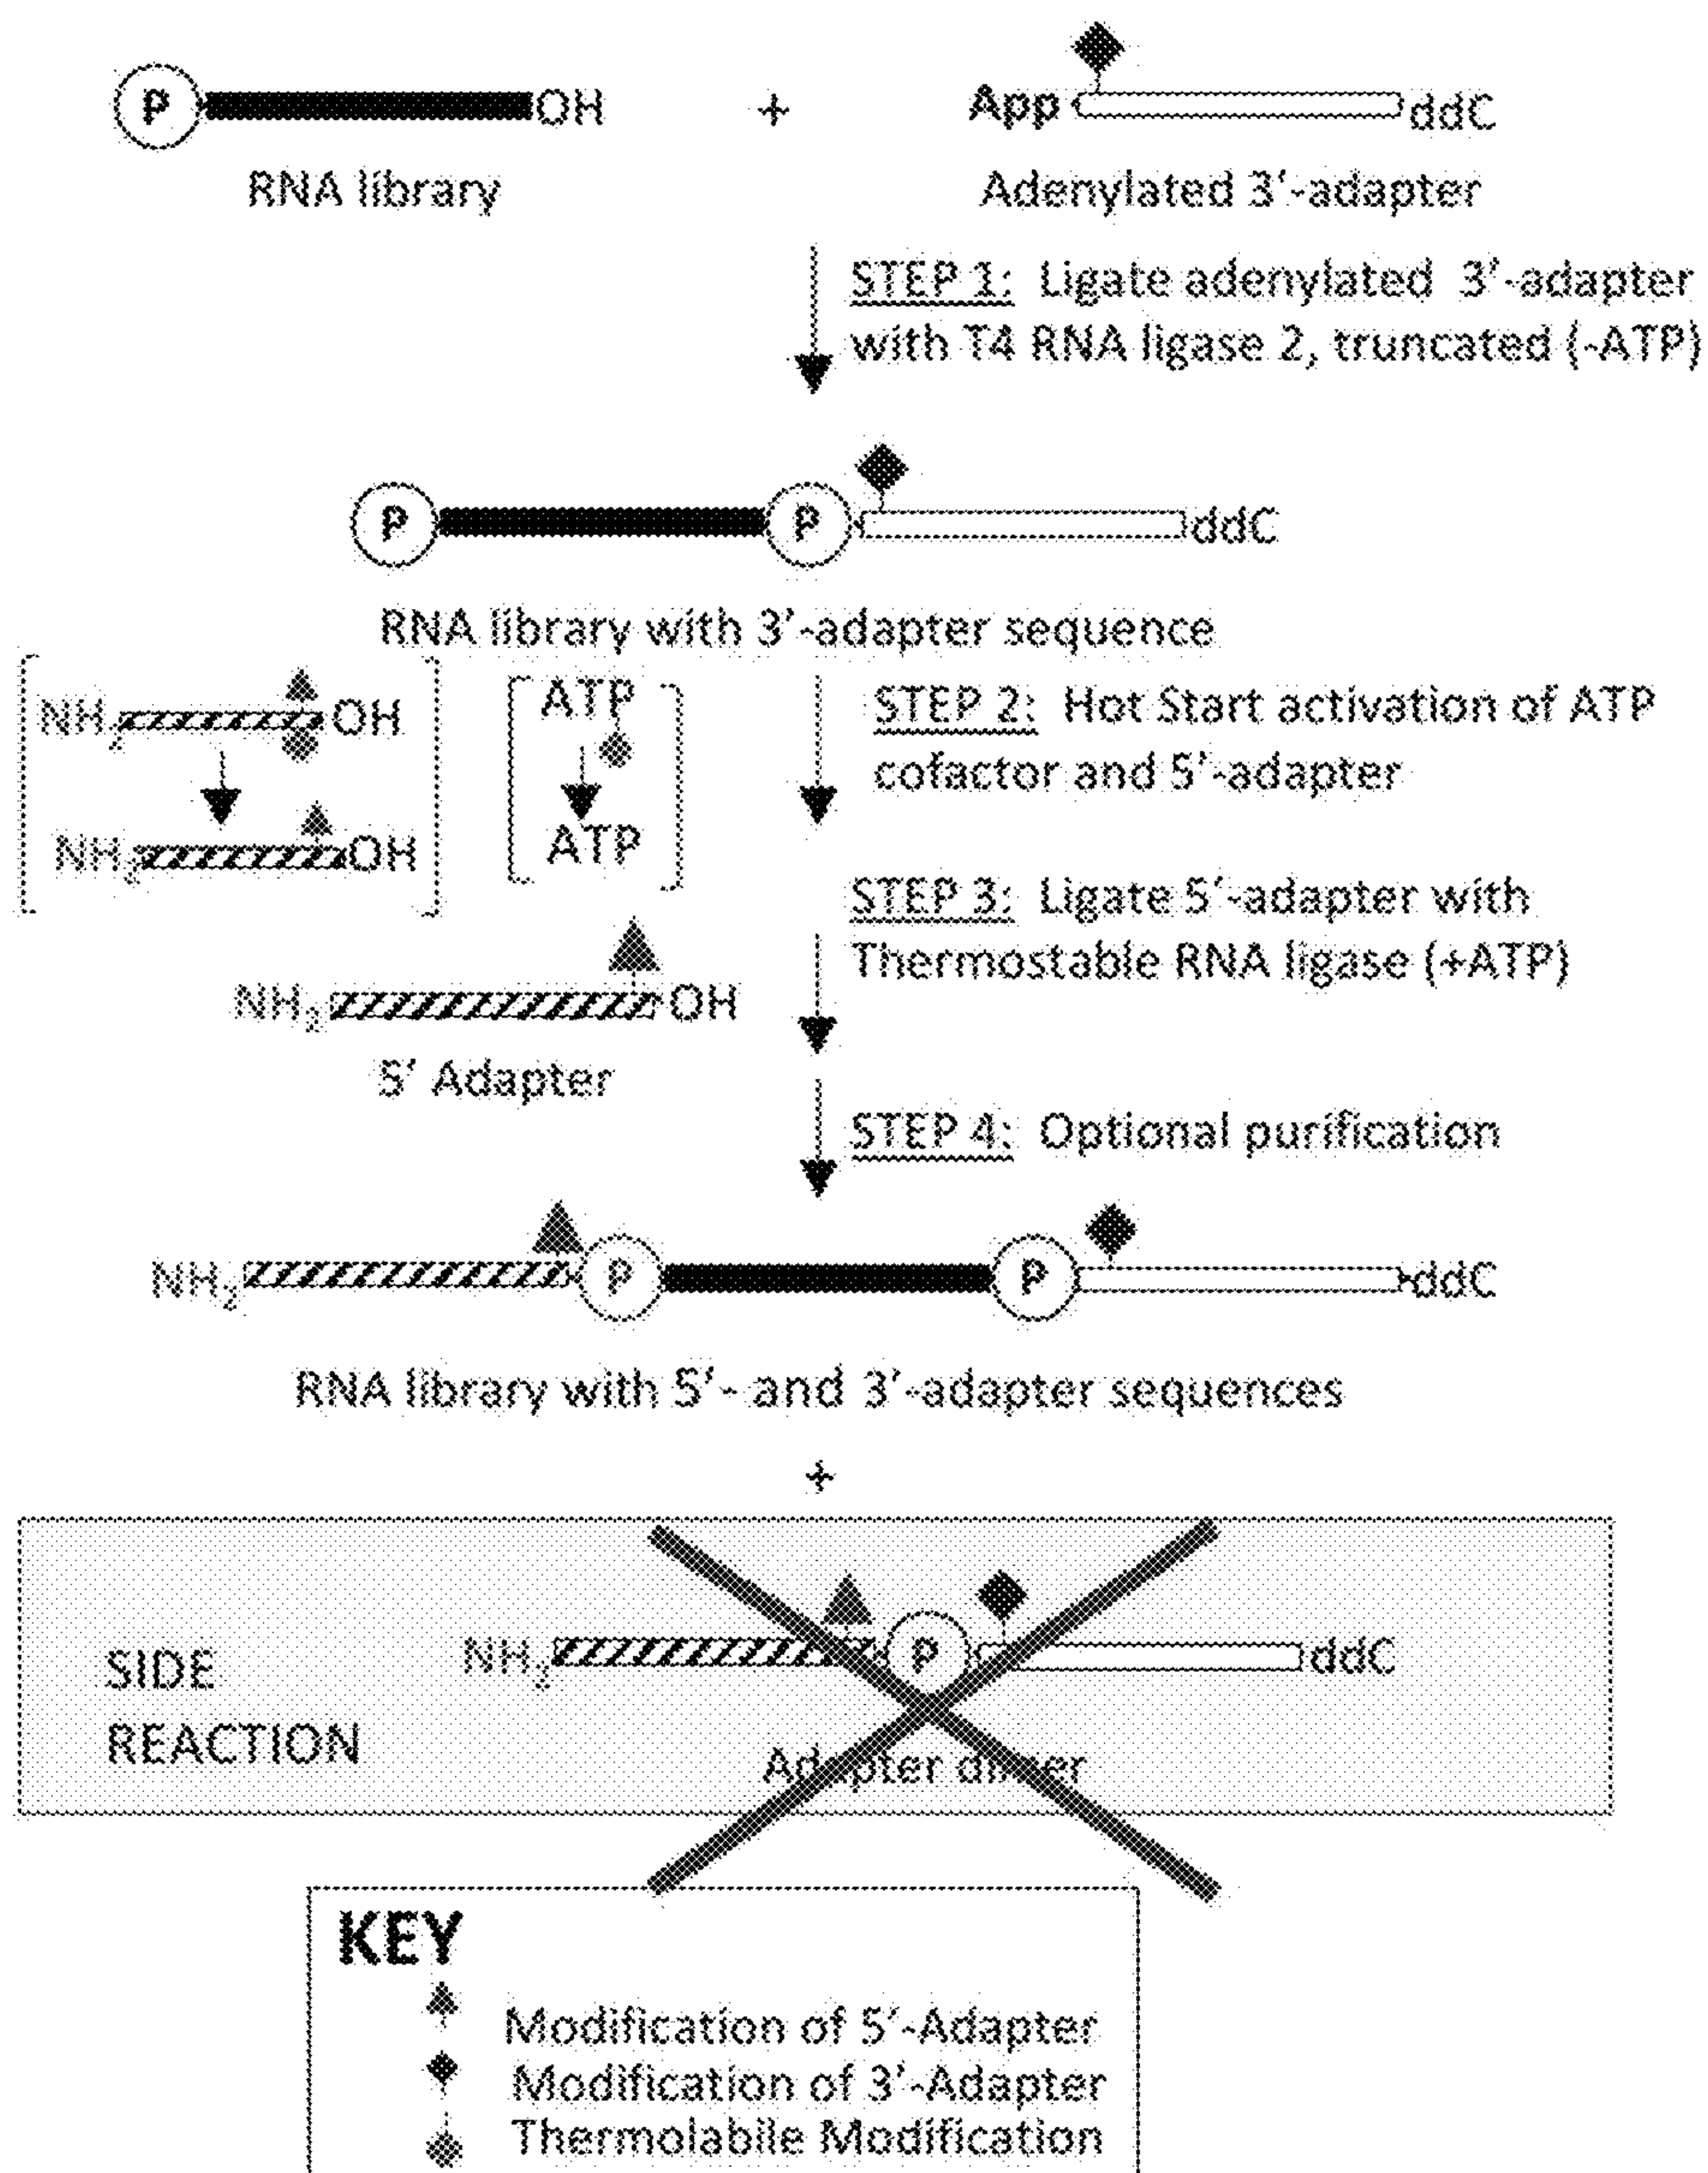 P OH + App ddC
RNA library Adenylated 3'-adapter
STEP 1: Ligate adenylated 3'-adapter
with T4 RNA ligase 2, truncated (-ATP)
P P ddC
RNA library with 3'-adapter sequence
NH2 OH
NH2 OH
ATP
ATP
STEP 2: Hot Start activation of ATP
cofactor and 5'-adapter
STEP 3: Ligate 5'-adapter with
Thermostable RNA ligase (+ATP)
NH2 OH
5' Adapter
STEP 4: Optional purification
NH2 P P ddC
RNA library with 5'- and 3'-adapter sequences
+
SIDE
REACTION
NH2 P ddC
Adapter dimer
KEY
Modification of 5'-Adapter
Modification of 3'-Adapter
Thermolabile Modification